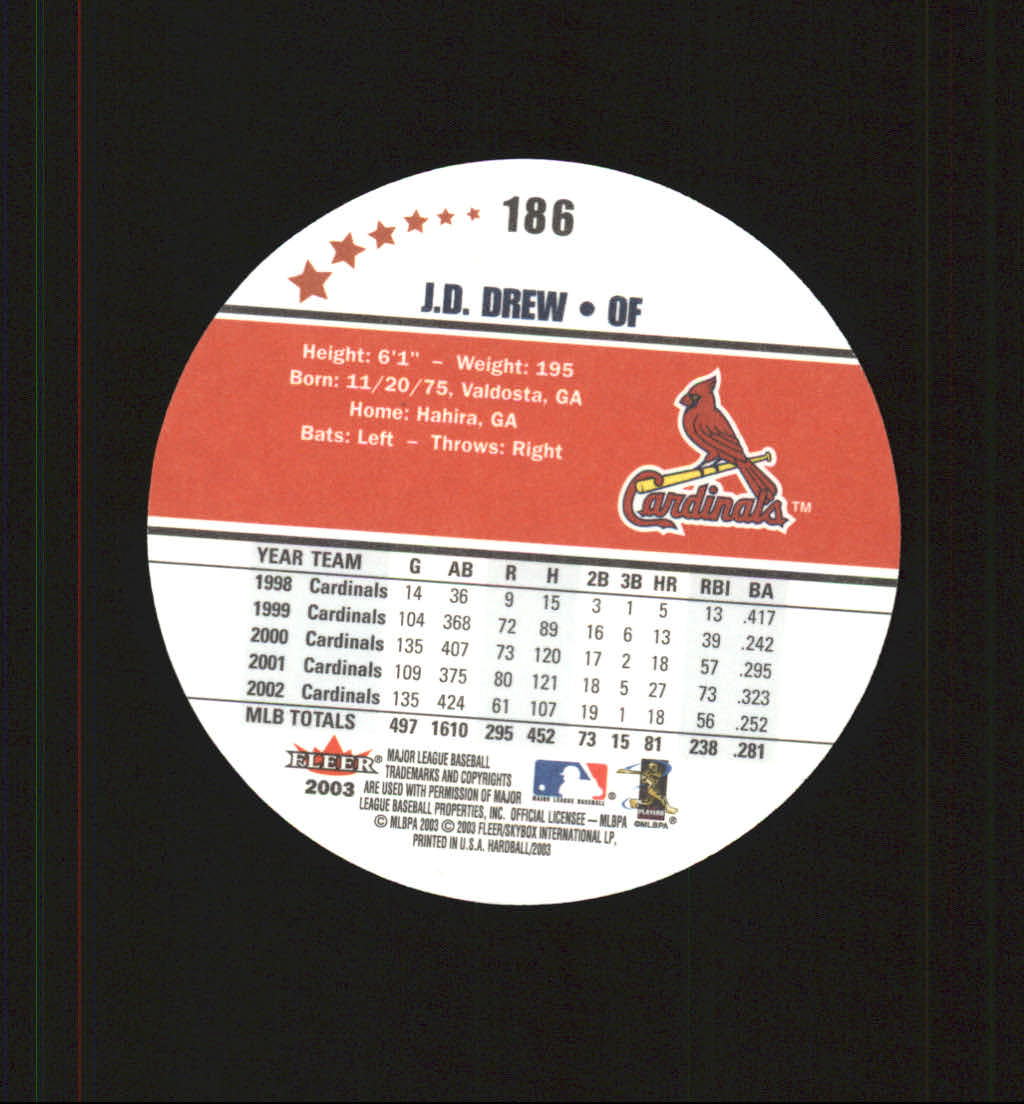 186
J.D. DREW • OF
Height: 6'1" – Weight: 195
Born: 11/20/75, Valdosta, GA
Home: Hahira, GA
Bats: Left – Throws: Right
Cardinals™
YEAR TEAM G AB R H 2B 3B HR RBI BA
1998 Cardinals 14 36 9 15 3 1 5 13 .417
1999 Cardinals 104 368 72 89 16 6 13 39 .242
2000 Cardinals 135 407 73 120 17 2 18 57 .295
2001 Cardinals 109 375 80 121 18 5 27 73 .323
2002 Cardinals 135 424 61 107 19 1 18 56 .252
MLB TOTALS 497 1610 295 452 73 15 81 238 .281
FLEER®
2003
MAJOR LEAGUE BASEBALL
TRADEMARKS AND COPYRIGHTS
ARE USED WITH PERMISSION OF MAJOR
LEAGUE BASEBALL PROPERTIES, INC. OFFICIAL LICENSEE – MLBPA
© MLBPA 2003 © 2003 FLEER/SKYBOX INTERNATIONAL LP,
PRINTED IN U.S.A. HARDBALL/2003
MAJOR LEAGUE BASEBALL ®
PLAYERS
©MLBPA ®